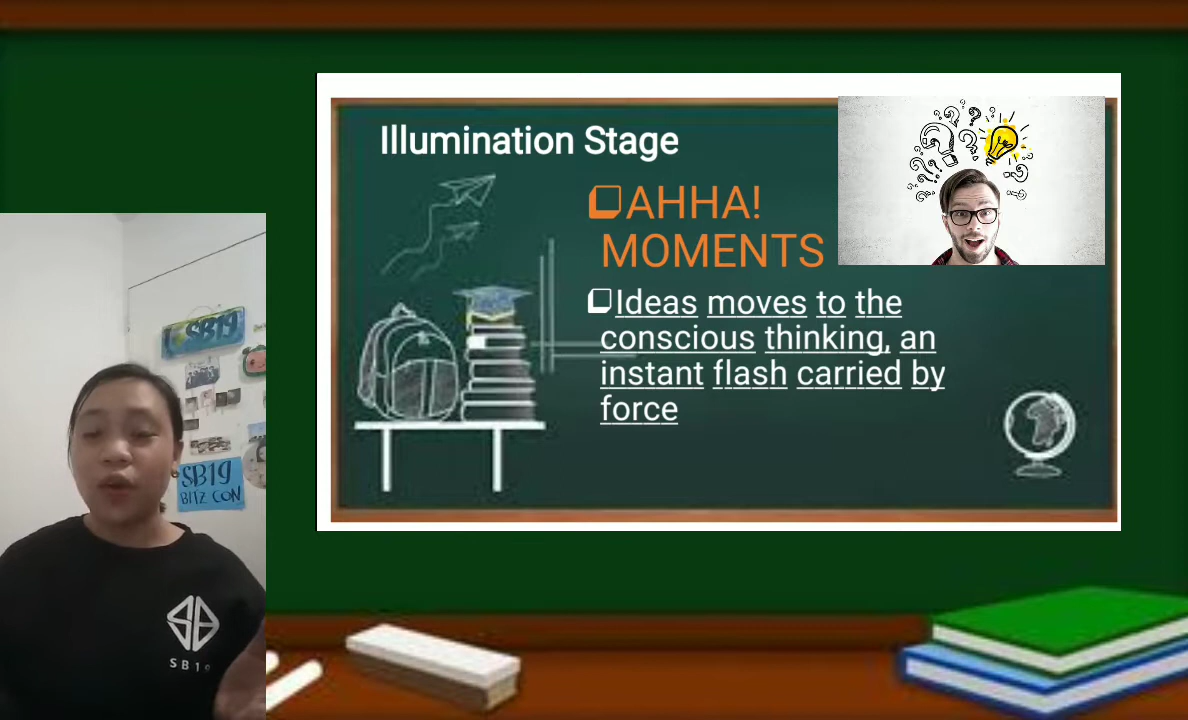 Illumination Stage
AHHA!
MOMENTS
Ideas moves to the
conscious thinking, an
instant flash carried by
force
SB19
SB19
BITZ CON
SB19